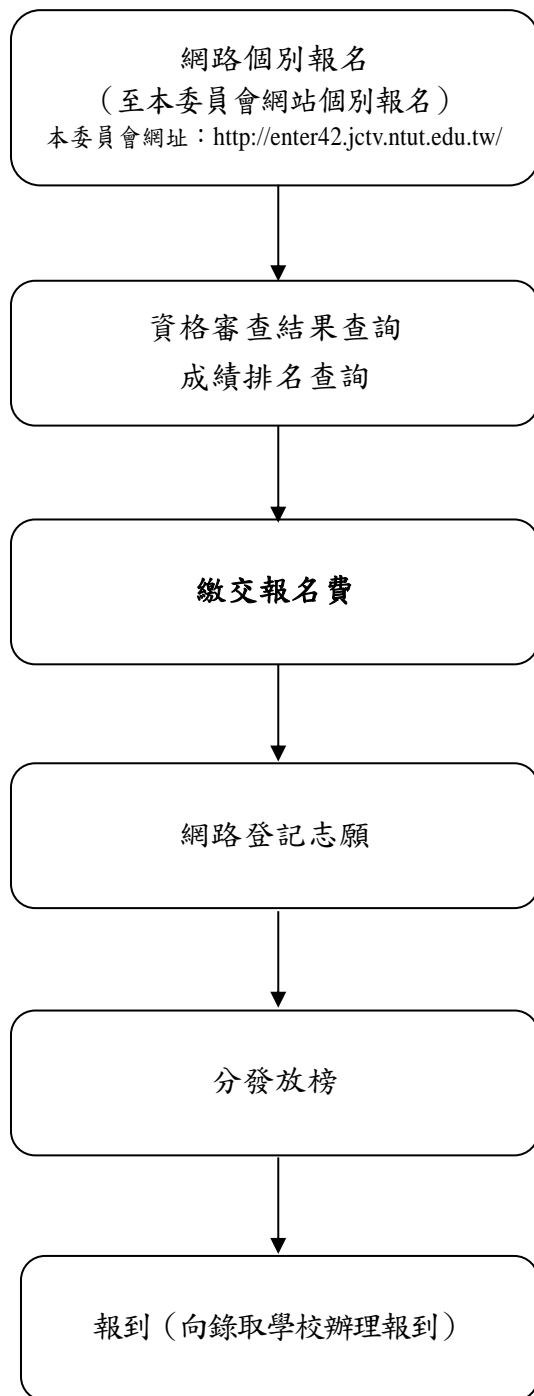 網路個別報名
（至本委員會網站個別報名）
本委員會網址：http://enter42.jctv.ntut.edu.tw/
資格審查結果查詢
成績排名查詢
繳交報名費
網路登記志願
分發放榜
報到（向錄取學校辦理報到）